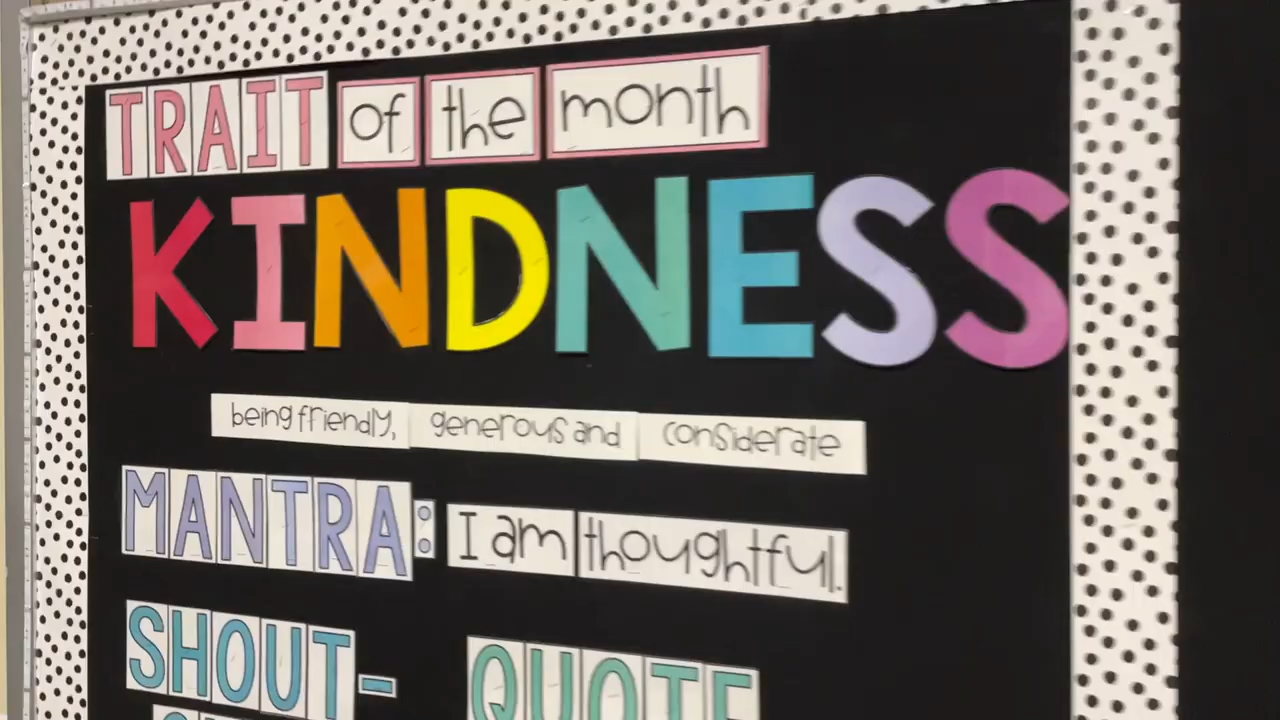 TRAIT of the month
KINDNESS
being friendly, generous and considerate
MANTRA: I am thoughtful.
SHOUT-
QUOTE